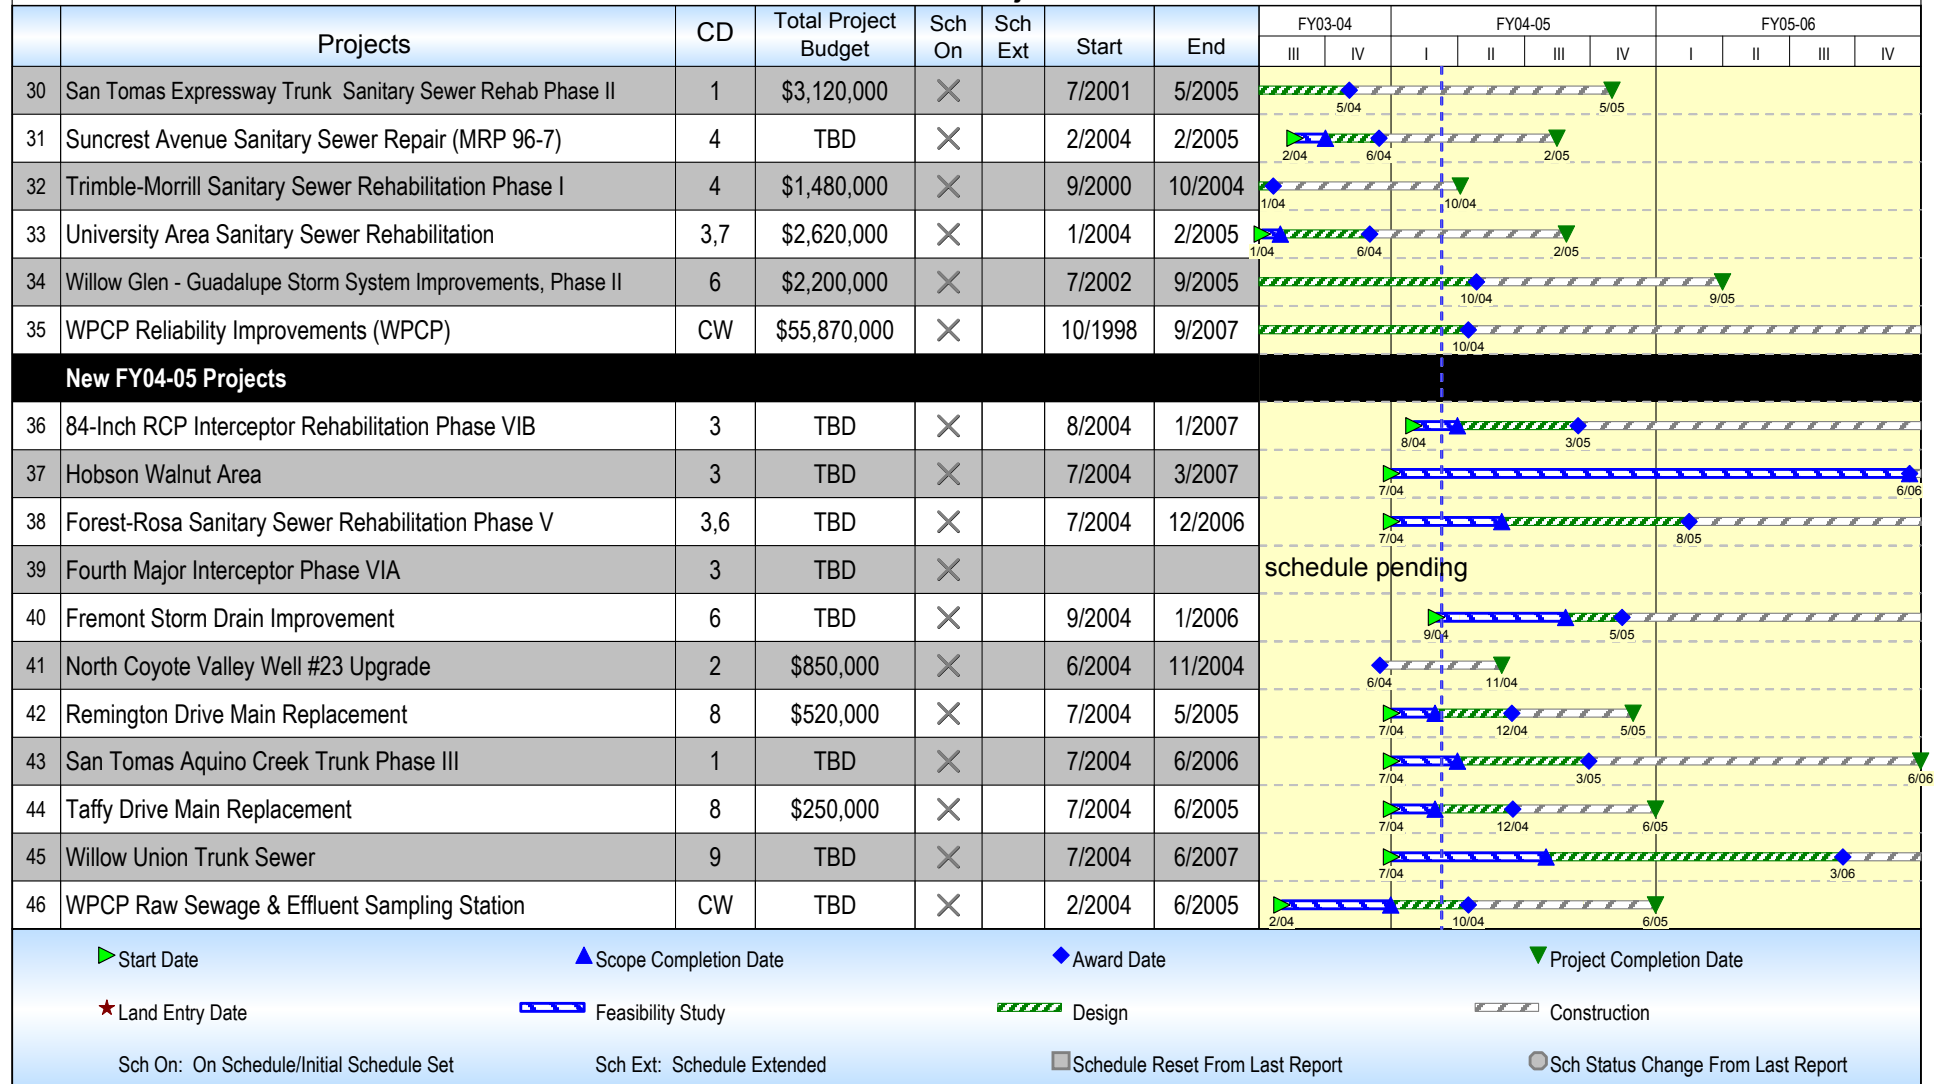 Projects CD Total Project Budget Sch On Sch Ext Start End FY03-04 FY04-05 FY05-06
III IV I II III IV I II III IV
30 San Tomas Expressway Trunk Sanitary Sewer Rehab Phase II 1 $3,120,000 7/2001 5/2005 5/04 5/05
31 Suncrest Avenue Sanitary Sewer Repair (MRP 96-7) 4 TBD 2/2004 2/2005 2/04 6/04 2/05
32 Trimble-Morrill Sanitary Sewer Rehabilitation Phase I 4 $1,480,000 9/2000 10/2004 1/04 10/04
33 University Area Sanitary Sewer Rehabilitation 3,7 $2,620,000 1/2004 2/2005 1/04 6/04 2/05
34 Willow Glen - Guadalupe Storm System Improvements, Phase II 6 $2,200,000 7/2002 9/2005 10/04 9/05
35 WPCP Reliability Improvements (WPCP) CW $55,870,000 10/1998 9/2007 10/04
New FY04-05 Projects
36 84-Inch RCP Interceptor Rehabilitation Phase VIB 3 TBD 8/2004 1/2007 8/04 3/05
37 Hobson Walnut Area 3 TBD 7/2004 3/2007 7/04 6/06
38 Forest-Rosa Sanitary Sewer Rehabilitation Phase V 3,6 TBD 7/2004 12/2006 7/04 8/05
39 Fourth Major Interceptor Phase VIA 3 TBD schedule pending
40 Fremont Storm Drain Improvement 6 TBD 9/2004 1/2006 9/04 5/05
41 North Coyote Valley Well #23 Upgrade 2 $850,000 6/2004 11/2004 6/04 11/04
42 Remington Drive Main Replacement 8 $520,000 7/2004 5/2005 7/04 12/04 5/05
43 San Tomas Aquino Creek Trunk Phase III 1 TBD 7/2004 6/2006 7/04 3/05 6/06
44 Taffy Drive Main Replacement 8 $250,000 7/2004 6/2005 7/04 12/04 6/05
45 Willow Union Trunk Sewer 9 TBD 7/2004 6/2007 7/04 3/06
46 WPCP Raw Sewage & Effluent Sampling Station CW TBD 2/2004 6/2005 2/04 10/04 6/05
Start Date Scope Completion Date Award Date Project Completion Date
Land Entry Date Feasibility Study Design Construction
Sch On: On Schedule/Initial Schedule Set Sch Ext: Schedule Extended Schedule Reset From Last Report Sch Status Change From Last Report